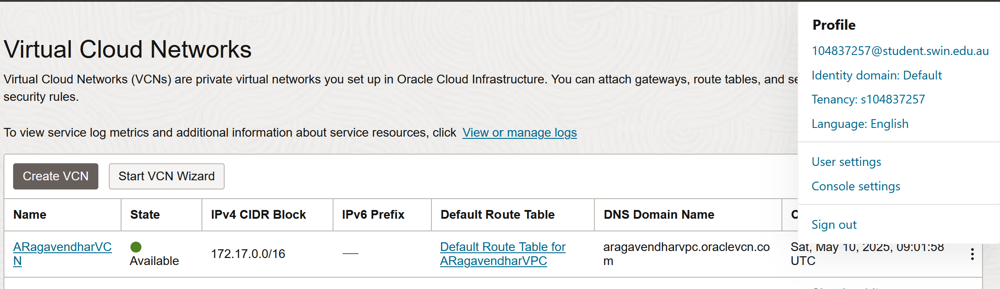 Virtual Cloud Networks
Virtual Cloud Networks (VCNs) are private virtual networks you set up in Oracle Cloud Infrastructure. You can attach gateways, route tables, and
security rules.
To view service log metrics and additional information about service resources, click View or manage logs
Create VCN Start VCN Wizard
Name State IPv4 CIDR Block IPv6 Prefix Default Route Table DNS Domain Name
ARagavendharVC
N
Available
172.17.0.0/16
—
Default Route Table for
ARagavendharVPC
aragavendharvpc.oraclevcn.co
m
Sat, May 10, 2025, 09:01:58
UTC
Profile
104837257@student.swin.edu.au
Identity domain: Default
Tenancy: s104837257
Language: English
User settings
Console settings
Sign out